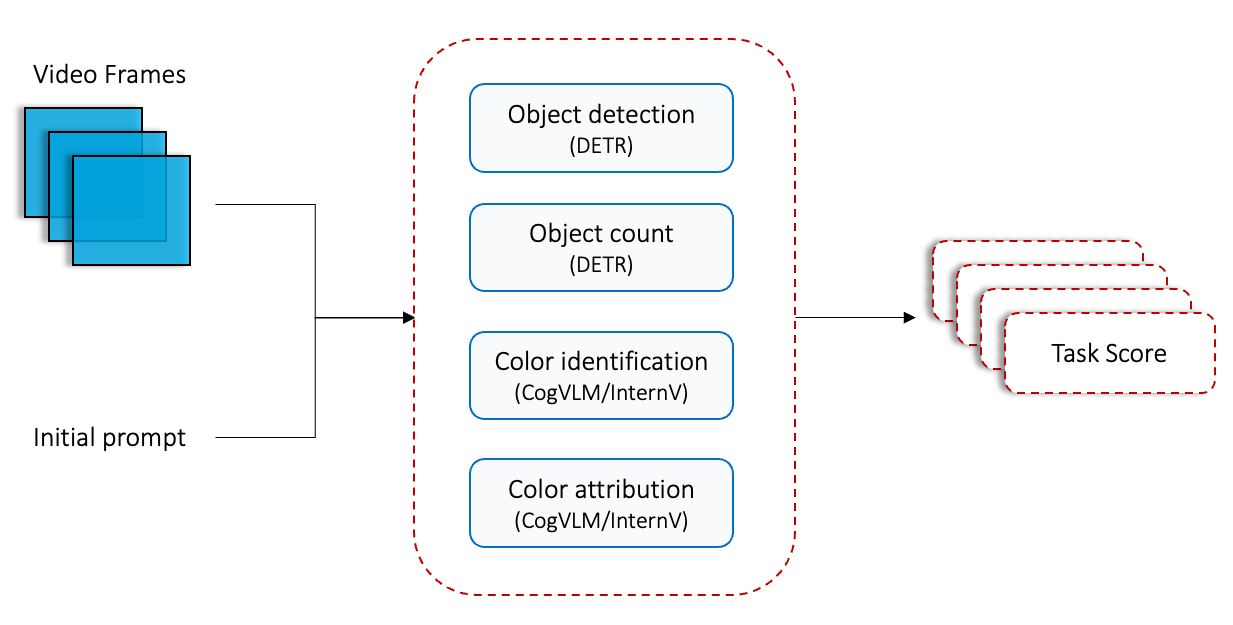 Video Frames
Initial prompt
Object detection
(DETR)
Object count
(DETR)
Color identification
(CogVLM/InternV)
Color attribution
(CogVLM/InternV)
Task Score